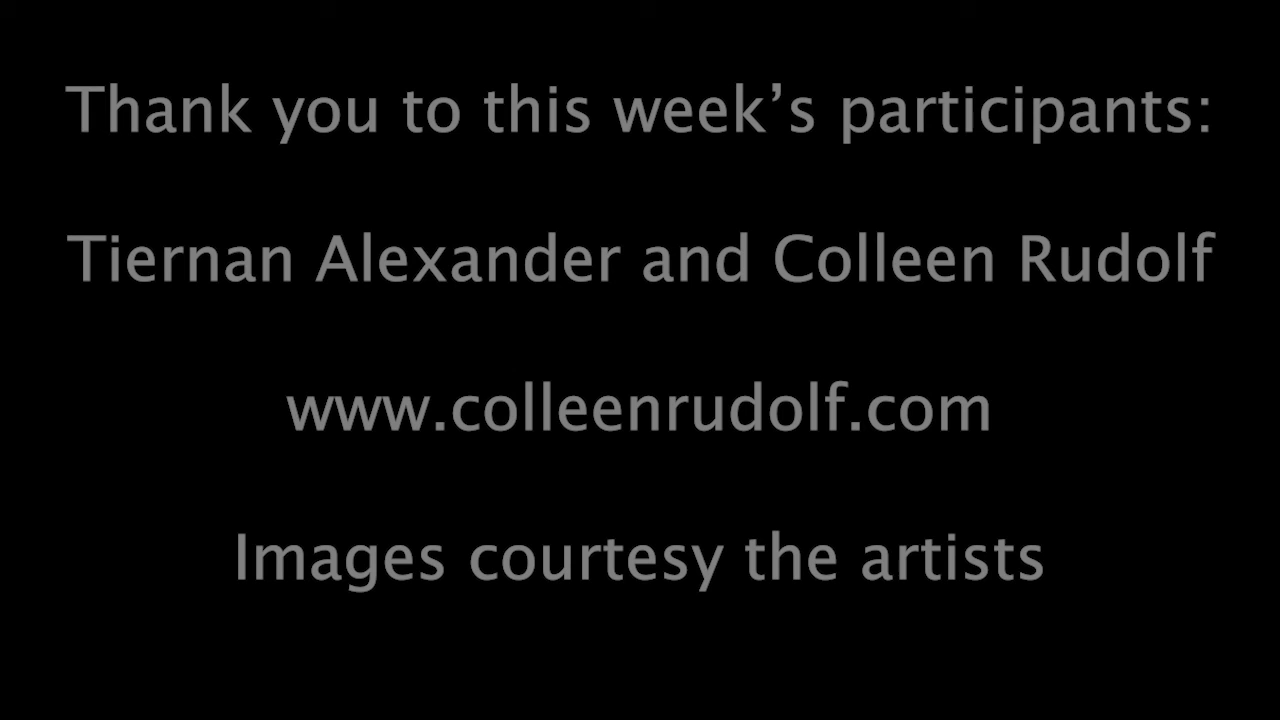 Thank you to this week’s participants:
Tiernan Alexander and Colleen Rudolf
www.colleenrudolf.com
Images courtesy the artists